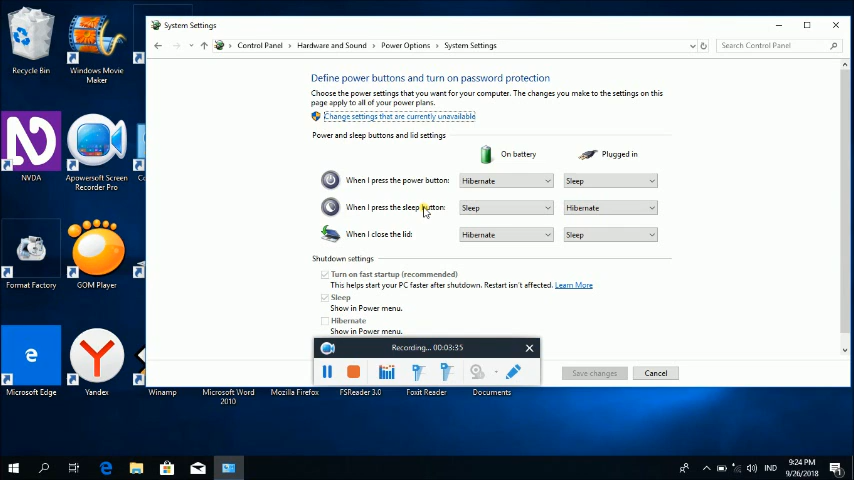 System Settings
Control Panel > Hardware and Sound > Power Options > System Settings
Search Control Panel
Define power buttons and turn on password protection
Choose the power settings that you want for your computer. The changes you make to the settings on this
page apply to all of your power plans.
Change settings that are currently unavailable
Power and sleep buttons and lid settings
On battery
Plugged in
When I press the power button:
Hibernate
Sleep
When I press the sleep button:
Sleep
Hibernate
When I close the lid:
Hibernate
Sleep
Shutdown settings
Turn on fast startup (recommended)
This helps start your PC faster after shutdown. Restart isn't affected. Learn More
Sleep
Show in Power menu.
Hibernate
Show in Power menu.
Save changes
Cancel
Recording... 00:03:35
Recycle Bin
Windows Movie
Maker
NVDA
Apowersoft Screen
Recorder Pro
Format Factory
GOM Player
Microsoft Edge
Yandex
Winamp
Microsoft Word
2010
Mozilla Firefox
FSReader 3.0
Foxit Reader
Documents
IND
9:24 PM
9/26/2018